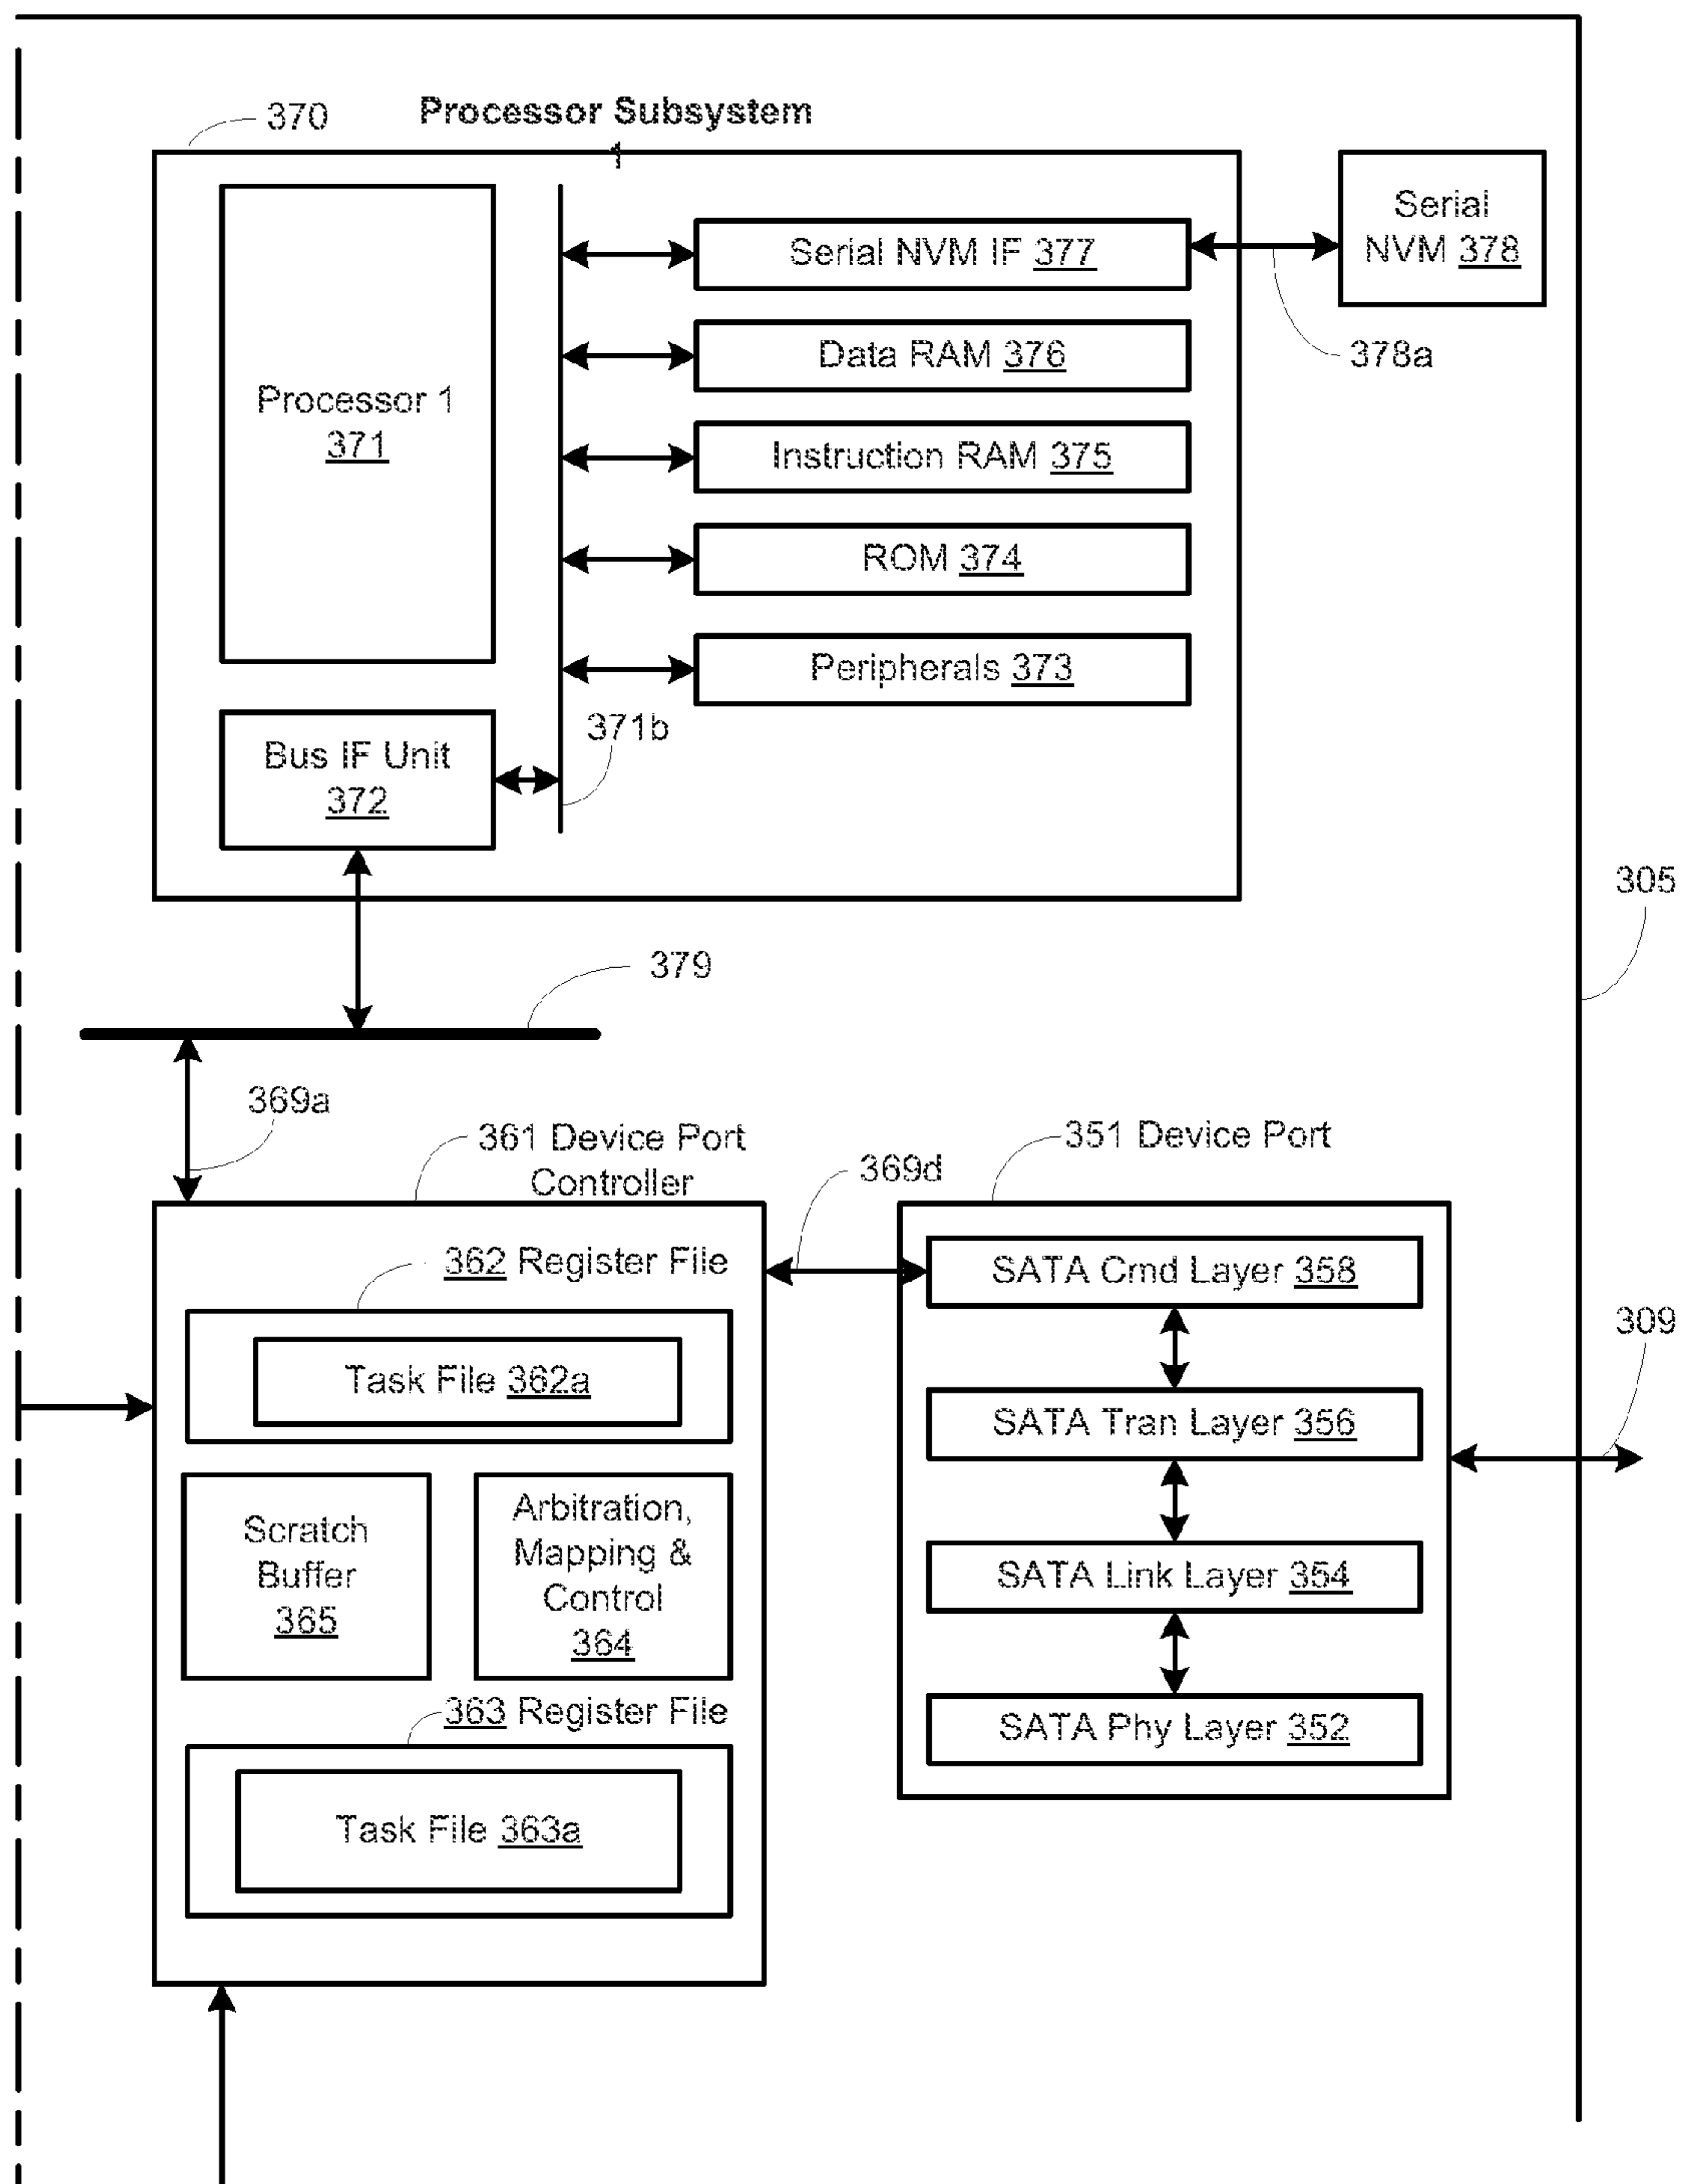 Processor Subsystem
1
370
Serial
NVM 378
Serial NVM IF 377
378a
Data RAM 376
Processor 1
371
Instruction RAM 375
ROM 374
Peripherals 373
371b
Bus IF Unit
372
305
379
369a
361 Device Port
Controller
369d
351 Device Port
362 Register File
SATA Cmd Layer 358
309
Task File 362a
SATA Tran Layer 356
Scratch
Buffer
365
Arbitration,
Mapping &
Control
364
SATA Link Layer 354
363 Register File
SATA Phy Layer 352
Task File 363a